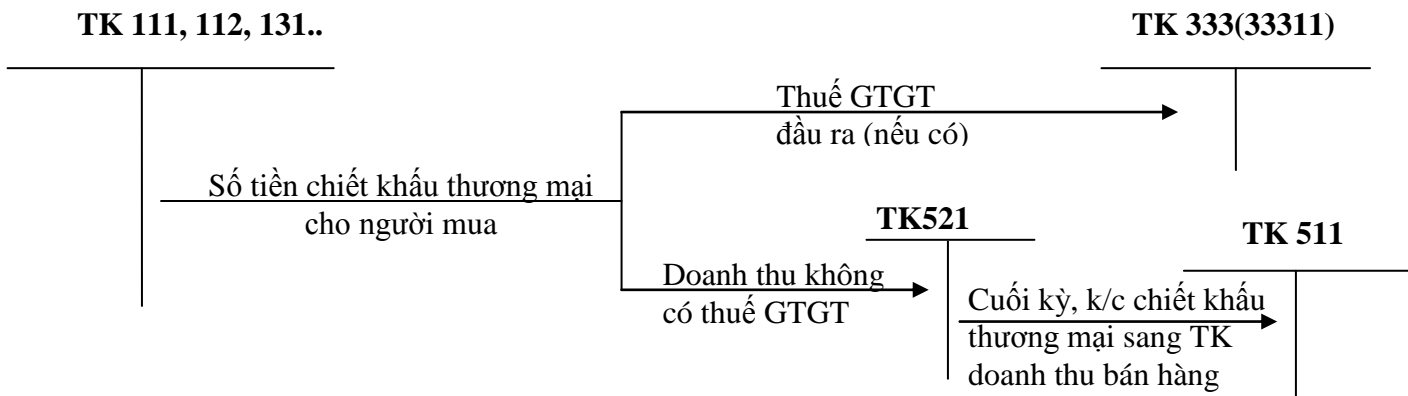 TK 111, 112, 131..
TK 333(33311)
Thuế GTGT
đầu ra (nếu có)
Số tiền chiết khấu thương mại
cho người mua
TK521
TK 511
Doanh thu không
có thuế GTGT
Cuối kỳ, k/c chiết khấu
thương mại sang TK
doanh thu bán hàng